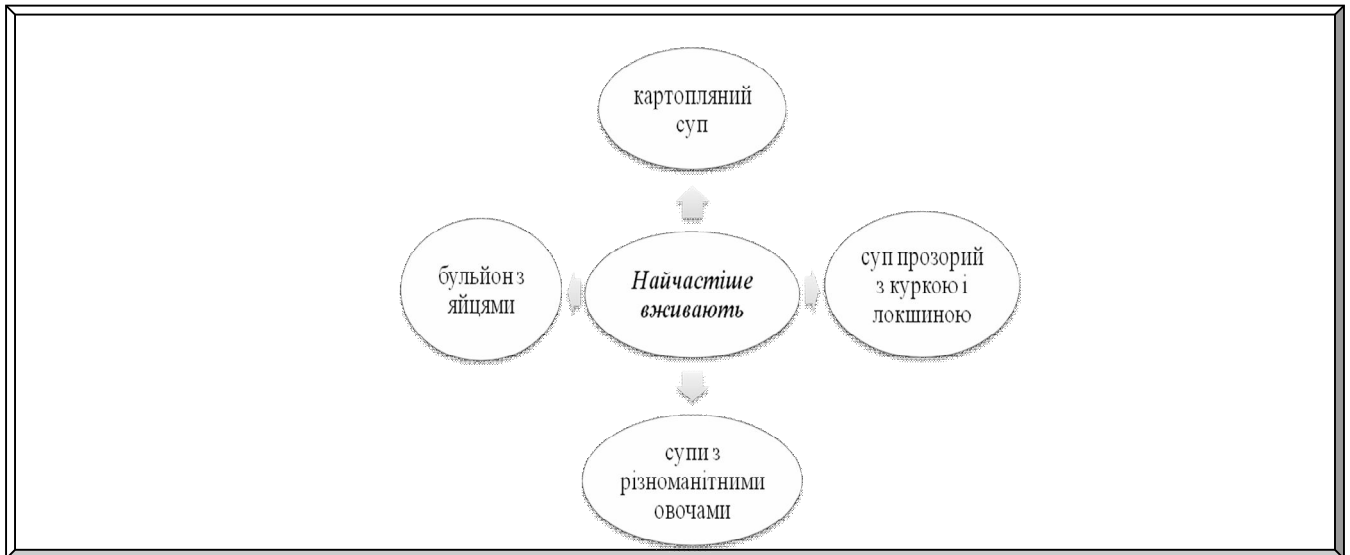 картопляний
суп
бульйон з
яйцями
Найчастіше
вживають
суп прозорий
з куркою і
локшиною
супи з
різноманітними
овочами